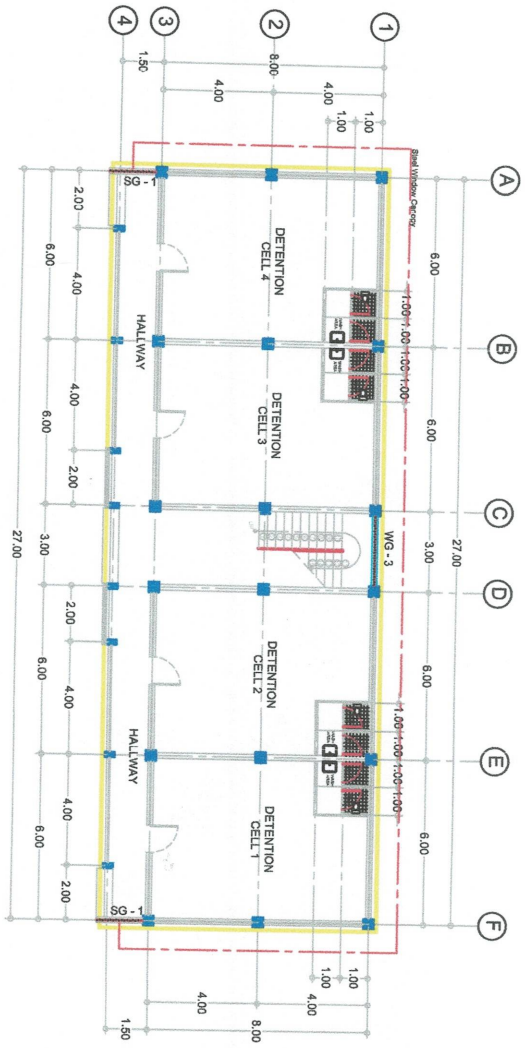 A B C D E F
27.00
6.00 6.00 3.00 6.00 6.00
Steel Window Canopy
1.00 1.00 1.00 1.00
1.00 1.00 1.00 1.00
1
WG - 3
1.00
1.00
4.00
1.00
1.00
4.00
2
8.00
8.00
DETENTION
CELL 4
DETENTION
CELL 3
DETENTION
CELL 2
DETENTION
CELL 1
4.00
4.00
3
1.50
1.50
4
SG - 1
HALLWAY
HALLWAY
SG - 1
2.00 4.00 4.00 2.00 3.00 2.00 4.00 4.00 2.00
6.00 6.00 6.00 6.00
27.00